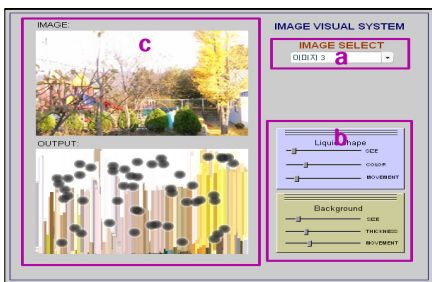 IMAGE:
c
OUTPUT:
IMAGE VISUAL SYSTEM
IMAGE SELECT
이미지 3
a
b
Liquid Shape
SIZE
COLOR
MOVEMENT
Background
SIZE
THICKNESS
MOVEMENT